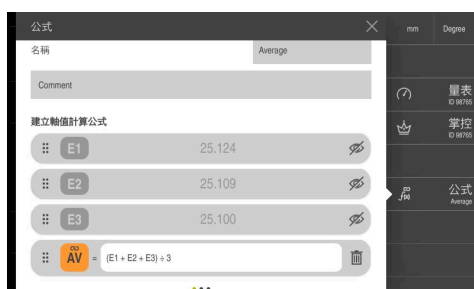 公式
名稱 Average
Comment
建立軸值計算公式
E1 25.124
E2 25.109
E3 25.100
AV = (E1 + E2 + E3) ÷ 3
mm Degree
量表
ID 98765
掌控
ID 98765
f(x) 公式
Average